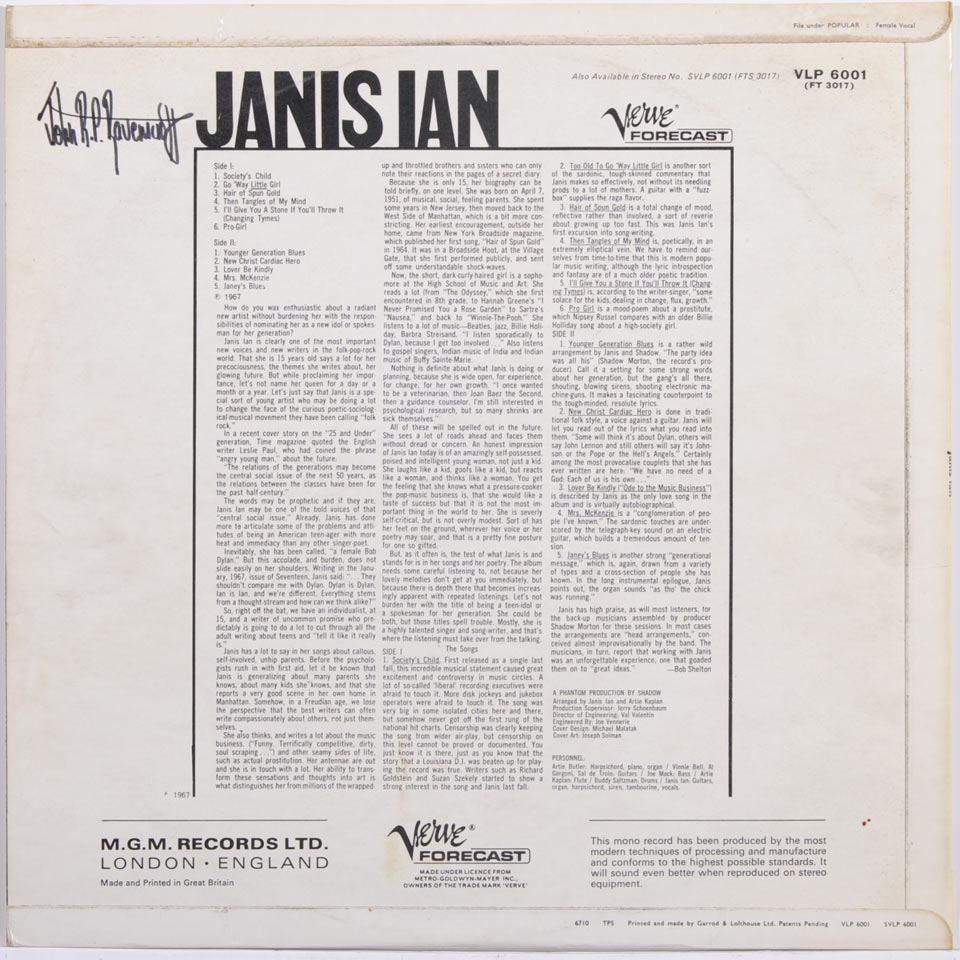 File under POPULAR : Female Vocal
Also Available in Stereo No. SVLP 6001 (FTS 3017)
VLP 6001
(FT 3017)
John R.P. Ravenscroft
JANIS IAN
Verve®
FORECAST
Side I:
1. Society's Child
2. Go 'Way Little Girl
3. Hair of Spun Gold
4. Then Tangles of My Mind
5. I'll Give You A Stone If You'll Throw It
(Changing Tymes)
6. Pro-Girl
Side II:
1. Younger Generation Blues
2. New Christ Cardiac Hero
3. Lover Be Kindly
4. Mrs. McKenzie
5. Janey's Blues
℗ 1967
How do you wax enthusiastic about a radiant
new artist without burdening her with the respon-
sibilities of nominating her as a new idol or spokes-
man for her generation?
Janis Ian is clearly one of the most important
new voices and new writers in the folk-pop-rock
world. That she is 15 years old says a lot for her
precociousness, the themes she writes about, her
glowing future. But while proclaiming her impor-
tance, let's not name her queen for a day or a
month or a year. Let's just say that Janis is a spe-
cial sort of young artist who may be doing a lot
to change the face of the curious poetic-sociolog-
ical-musical movement they have been calling "folk
rock."
In a recent cover story on the "25 and Under"
generation, Time magazine quoted the English
writer Leslie Paul, who had coined the phrase
"angry young man," about the future:
"The relations of the generations may become
the central social issue of the next 50 years, as
the relations between the classes have been for
the past half-century."
The words may be prophetic and if they are,
Janis Ian may be one of the bold voices of that
"central social issue." Already, Janis has done
more to articulate some of the problems and atti-
tudes of being an American teen-ager with more
heat and immediacy than any other singer-poet.
Inevitably, she has been called, "a female Bob
Dylan." But this accolade, and burden, does not
slide easily on her shoulders. Writing in the Janu-
ary, 1967, issue of Seventeen, Janis said: ". . . They
shouldn't compare me with Dylan. Dylan is Dylan,
Ian is Ian, and we're different. Everything stems
from a thought stream and how can we think alike?"
So, right off the bat, we have an individualist, at
15, and a writer of uncommon promise who pre-
dictably is going to do a lot to cut through all the
adult writing about teens and "tell it like it really
is."
Janis has a lot to say in her songs about callous,
self-involved, unhip parents. Before the psycholo-
gists rush in with first aid, let it be known that
Janis is generalizing about many parents she
knows, about many kids she knows, and that she
reports a very good scene in her own home in
Manhattan. Somehow, in a Freudian age, we lose
the perspective that the best writers can often
write compassionately about others, not just them-
selves.
She also thinks, and writes a lot about the music
business. ("Funny. Terrifically competitive, dirty,
soul scraping . . .") and other seamy sides of life,
such as actual prostitution. Her antennae are out
and she is in touch with a lot. Her ability to trans-
form these sensations and thoughts into art is
what distinguishes her from millions of the wrapped-
℗ 1967
up and throttled brothers and sisters who can only
note their reactions in the pages of a secret diary.
Because she is only 15, her biography can be
told briefly, on one level. She was born on April 7,
1951, of musical, social, feeling parents. She spent
some years in New Jersey, then moved back to the
West Side of Manhattan, which is a bit more con-
stricting. Her earliest encouragement, outside her
home, came from New York Broadside magazine,
which published her first song, "Hair of Spun Gold"
in 1964. It was in a Broadside Hoot, at the Village
Gate, that she first performed publicly, and sent
off some understandable shock-waves.
Now, the short, dark-curly-haired girl is a sopho-
more at the High School of Music and Art. She
reads a lot (from "The Odyssey," which she first
encountered in 8th grade, to Hannah Greene's "I
Never Promised You a Rose Garden" to Sartre's
"Nausea," and back to "Winnie-The-Pooh." She
listens to a lot of music—Beatles, jazz, Billie Holi-
day, Barbra Streisand. "I listen sporadically to
Dylan, because I get too involved . . ." Also listens
to gospel singers, Indian music of India and Indian
music of Buffy Sainte-Marie.
Nothing is definite about what Janis is doing or
planning, because she is wide open, for experience,
for change, for her own growth. "I once wanted
to be a veterinarian, then Joan Baez the Second,
then a guidance counselor. I'm still interested in
psychological research, but so many shrinks are
sick themselves."
All of these will be spelled out in the future.
She sees a lot of roads ahead and faces them
without dread or concern. An honest impression
of Janis Ian today is of an amazingly self-possessed,
poised and intelligent young woman, not just a kid.
She laughs like a kid, goofs like a kid, but reacts
like a woman, and thinks like a woman. You get
the feeling that she knows what a pressure-cooker
the pop-music business is, that she would like a
taste of success but that it is not the most im-
portant thing in the world to her. She is severely
self-critical, but is not overly modest. Sort of has
her feet on the ground, wherever her voice or her
poetry may soar, and that is a pretty fine posture
for one so gifted.
But, as it often is, the test of what Janis is and
stands for is in her songs and her poetry. The album
needs some careful listening to, not because her
lovely melodies don't get at you immediately, but
because there is depth there that becomes increas-
ingly apparent with repeated listenings. Let's not
burden her with the title of being a teen-idol or
a spokesman for her generation. She could be
both, but those titles spell trouble. Mostly, she is
a highly talented singer and song-writer, and that's
where the listening must take over from the talking.
The Songs
SIDE I
1. Society's Child. First released as a single last
fall, this incredible musical statement caused great
excitement and controversy in music circles. A
lot of so-called 'liberal' recording executives were
afraid to touch it. More disk jockeys and jukebox
operators were afraid to touch it. The song was
very big in some isolated cities here and there,
but somehow never got off the first rung of the
national hit charts. Censorship was clearly keeping
the song from wider air-play, but censorship on
this level cannot be proved or documented. You
just know it is there, just as you know that the
story that a Louisiana D.J. was beaten up for play-
ing the record was true. Writers such as Richard
Goldstein and Suzan Szekely started to show a
strong interest in the song and Janis last fall.
2. Too Old To Go 'Way Little Girl is another sort
of the sardonic, tough-skinned commentary that
Janis makes so effectively, not without its needling
prods to a lot of mothers. A guitar with a "fuzz-
box" supplies the raga flavor.
3. Hair of Spun Gold is a total change of mood,
reflective rather than involved, a sort of reverie
about growing up too fast. This was Janis Ian's
first excursion into song-writing.
4. Then Tangles of My Mind is, poetically, in an
extremely elliptical vein. We have to remind our-
selves from time-to-time that this is modern popu-
lar music writing, although the lyric introspection
and fantasy are of a much older poetic tradition.
5. I'll Give You a Stone If You'll Throw It (Chang-
ing Tymes) is, according to the writer-singer, "some
solace for the kids, dealing in change, flux, growth."
6. Pro Girl is a mood-poem about a prostitute,
which Nipsey Russel compares with an older Billie
Holliday song about a high-society girl.
SIDE II
1. Younger Generation Blues is a rather wild
arrangement by Janis and Shadow. "The party idea
was all his" (Shadow Morton, the record's pro-
ducer). Call it a setting for some strong words
about her generation, but the gang's all there,
shouting, blowing sirens, shooting electronic ma-
chine-guns. It makes a fascinating counterpoint to
the tough-minded, resolute lyrics.
2. New Christ Cardiac Hero is done in tradi-
tional folk style, a voice against a guitar. Janis will
let you read out of the lyrics what you read into
them. "Some will think it's about Dylan, others will
say John Lennon and still others will say it's John-
son or the Pope or the Hell's Angels." Certainly
among the most provocative couplets that she has
ever written are here: "We have no need of a
God: Each of us is his own . . ."
3. Lover Be Kindly ("Ode to the Music Business")
is described by Janis as the only love song in the
album and is virtually autobiographical.
4. Mrs. McKenzie is a "conglomeration of peo-
ple I've known." The sardonic touches are under-
scored by the telegraph-key sound on an electric
guitar, which builds a tremendous amount of ten-
sion.
5. Janey's Blues is another strong "generational
message," which is, again, drawn from a variety
of types and a cross-section of people she has
known. In the long instrumental epilogue, Janis
points out, the organ sounds "as tho' the chick
was running."
Janis has high praise, as will most listeners, for
the back-up musicians assembled by producer
Shadow Morton for these sessions. In most cases
the arrangements are "head arrangements," con-
ceived almost improvisationally by the band. The
musicians, in turn, report that working with Janis
was an unforgettable experience, one that goaded
them on to "great ideas."
—Bob Shelton
A PHANTOM PRODUCTION BY SHADOW
Arranged by Janis Ian and Artie Kaplan
Production Supervisor: Jerry Schoenbaum
Director of Engineering: Val Valentin
Engineered By: Joe Vennerie
Cover Design: Michael Malatak
Cover Art: Joseph Solman
PERSONNEL:
Artie Butler: Harpsichord, piano, organ / Vinnie Bell, Al
Gorgoni, Sal de Troin: Guitars / Joe Mack: Bass / Artie
Kaplan: Flute / Buddy Saltzman: Drums / Janis Ian: Guitars,
organ, harpsichord, siren, tambourine, vocals.
M.G.M. RECORDS LTD.
LONDON · ENGLAND
Made and Printed in Great Britain
Verve®
FORECAST
MADE UNDER LICENCE FROM
METRO-GOLDWYN-MAYER INC.,
OWNERS OF THE TRADE MARK 'VERVE'
This mono record has been produced by the most
modern techniques of processing and manufacture
and conforms to the highest possible standards. It
will sound even better when reproduced on stereo
equipment.
6710 TPS Printed and made by Garrod & Lofthouse Ltd. Patents Pending VLP 6001 SVLP 6001